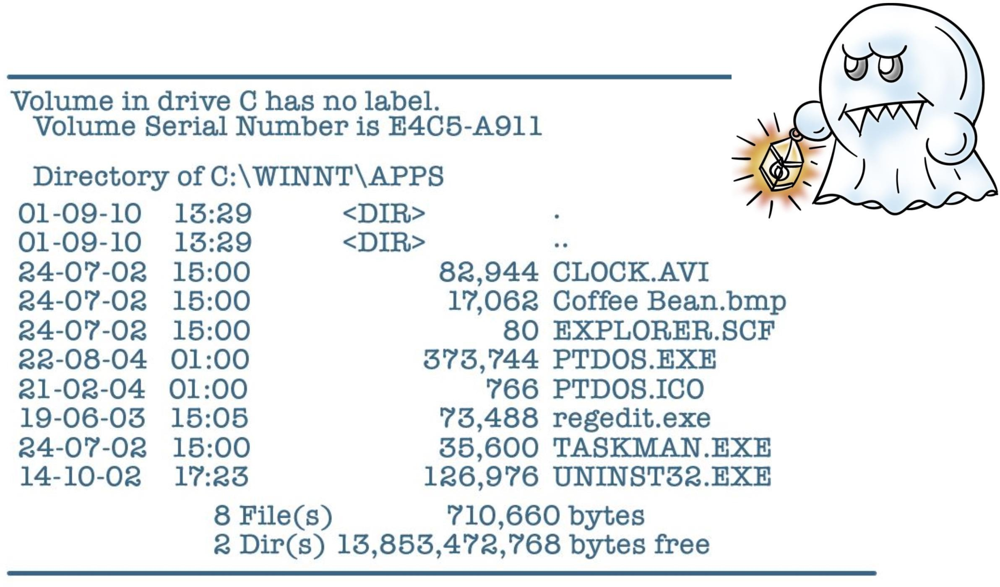 Volume in drive C has no label.
Volume Serial Number is E4C5-A911
Directory of C:\WINNT\APPS
01-09-10 13:29 <DIR> .
01-09-10 13:29 <DIR> ..
24-07-02 15:00 82,944 CLOCK.AVI
24-07-02 15:00 17,062 Coffee Bean.bmp
24-07-02 15:00 80 EXPLORER.SCF
22-08-04 01:00 373,744 PTDOS.EXE
21-02-04 01:00 766 PTDOS.ICO
19-06-03 15:05 73,488 regedit.exe
24-07-02 15:00 35,600 TASKMAN.EXE
14-10-02 17:23 126,976 UNINST32.EXE
8 File(s) 710,660 bytes
2 Dir(s) 13,853,472,768 bytes free